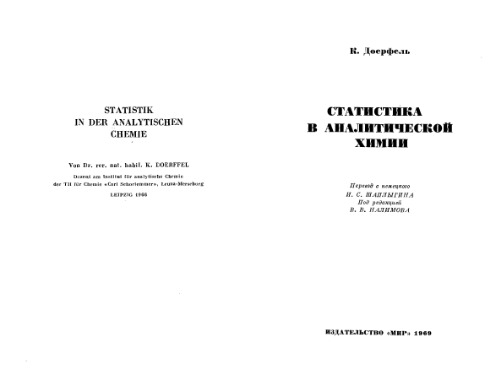 STATISTIK
IN DER ANALYTISCHEN
CHEMIE
Von Dr. rer. nat. habil. K. DOERFFEL
Dozent am Institut für analytische Chemie
der TH für Chemie «Carl Schorlemmer», Leuna-Merseburg
LEIPZIG 1966
К. Доерфель
СТАТИСТИКА
В АНАЛИТИЧЕСКОЙ
ХИМИИ
Перевод с немецкого
Н. С. ШАПЛЫГИНА
Под редакцией
В. В. НАЛИМОВА
ИЗДАТЕЛЬСТВО «МИР» 1969